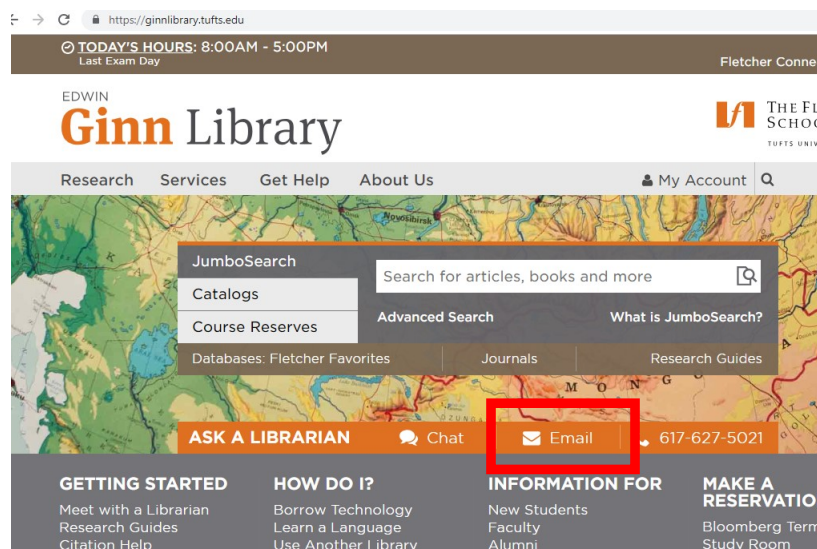 https://ginnlibrary.tufts.edu
TODAY'S HOURS: 8:00AM - 5:00PM
Last Exam Day
Fletcher Conne
EDWIN
Ginn Library
THE FL
SCHOO
TUFTS UNIV
Research Services Get Help About Us My Account
Novosibirsk
JumboSearch
Search for articles, books and more
Catalogs
Course Reserves
Advanced Search What is JumboSearch?
Databases: Fletcher Favorites Journals Research Guides
M O N G
DZUNGA
ASK A LIBRARIAN Chat Email 617-627-5021
GETTING STARTED HOW DO I? INFORMATION FOR MAKE A
RESERVATIO
Meet with a Librarian Borrow Technology New Students Bloomberg Term
Research Guides Learn a Language Faculty Study Room
Citation Help Use Another Library Alumni